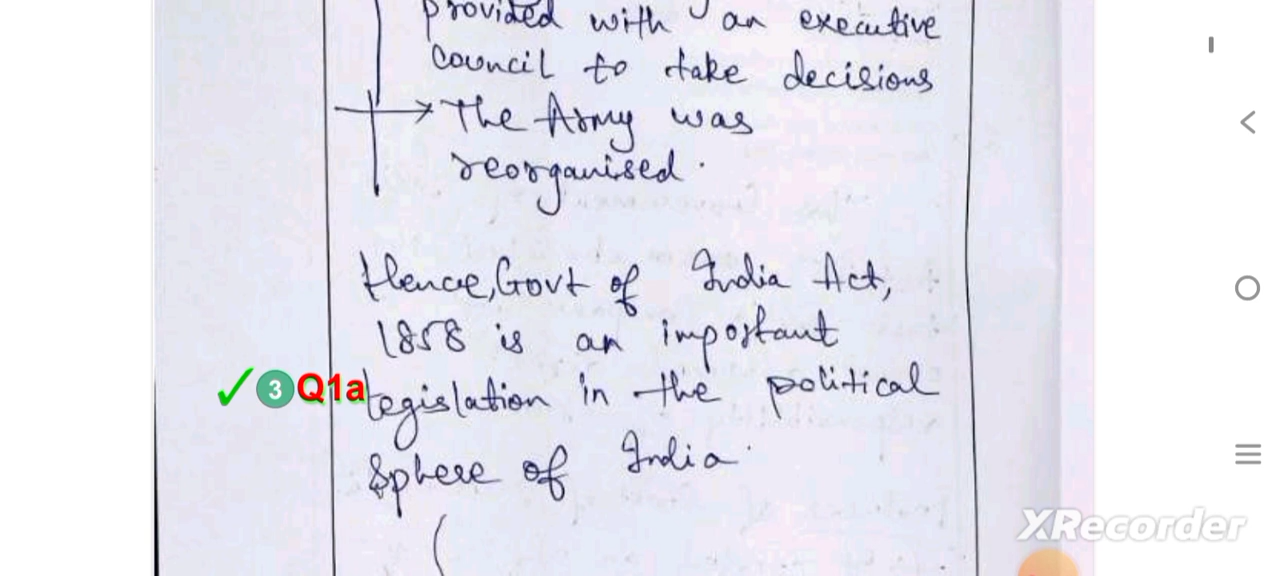 provided with an executive
council to take decisions
→ The Army was
reorganised.
Hence, Govt of India Act,
1858 is an important
✓ 3 Q1a legislation in the political
sphere of India.
XRecorder